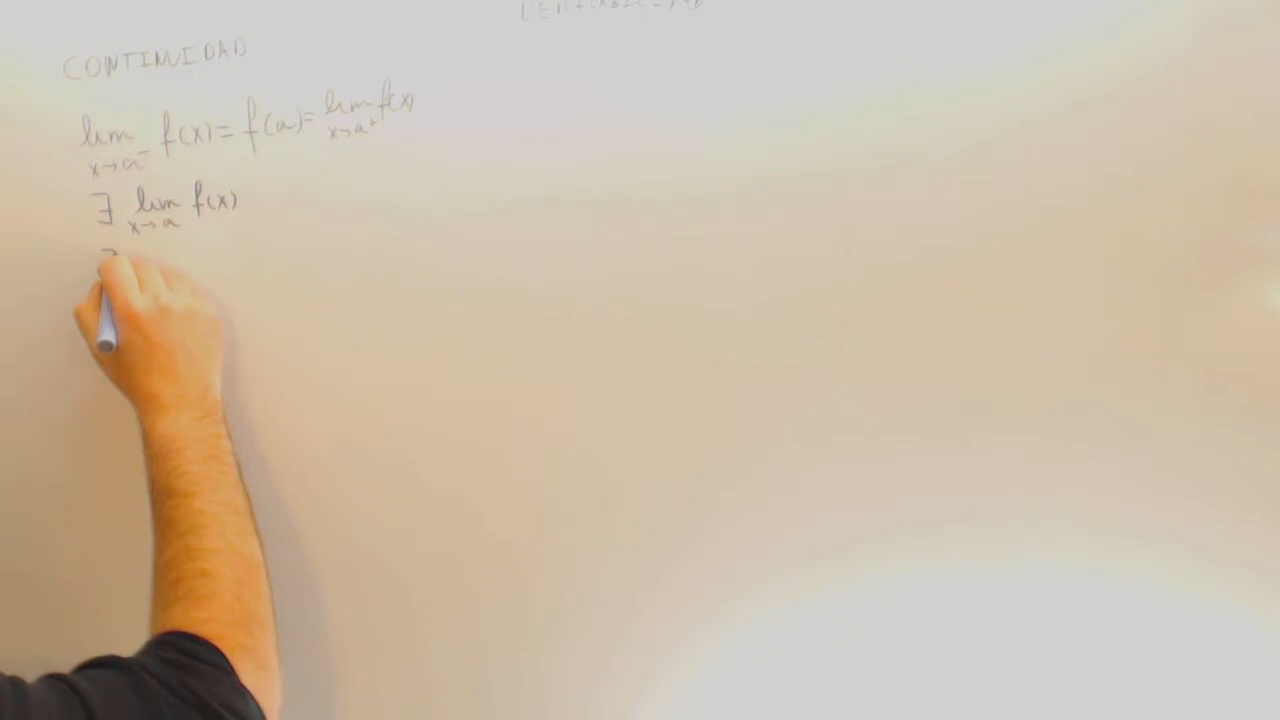 CONTINUIDAD
lim x→a⁻ f(x) = f(a) = lim x→a⁺ f(x)
∃ lim x→a f(x)